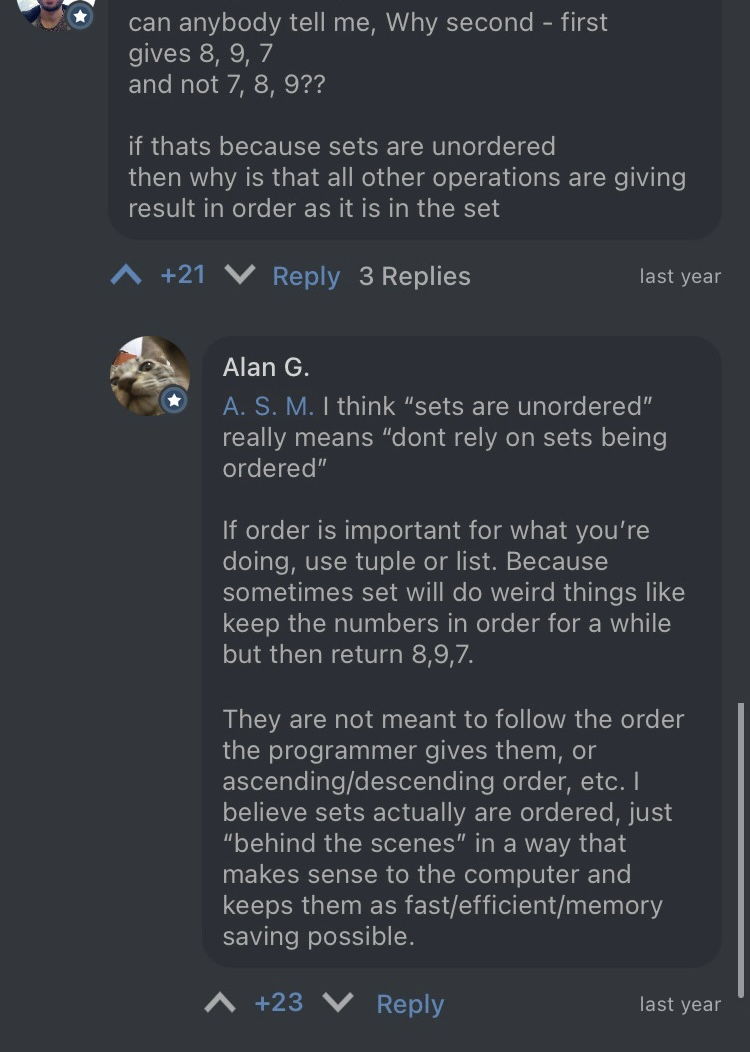 can anybody tell me, Why second - first
gives 8, 9, 7
and not 7, 8, 9??
if thats because sets are unordered
then why is that all other operations are giving
result in order as it is in the set
+21 Reply 3 Replies last year
Alan G.
A. S. M. I think “sets are unordered”
really means “dont rely on sets being
ordered”
If order is important for what you’re
doing, use tuple or list. Because
sometimes set will do weird things like
keep the numbers in order for a while
but then return 8,9,7.
They are not meant to follow the order
the programmer gives them, or
ascending/descending order, etc. I
believe sets actually are ordered, just
“behind the scenes” in a way that
makes sense to the computer and
keeps them as fast/efficient/memory
saving possible.
+23 Reply last year